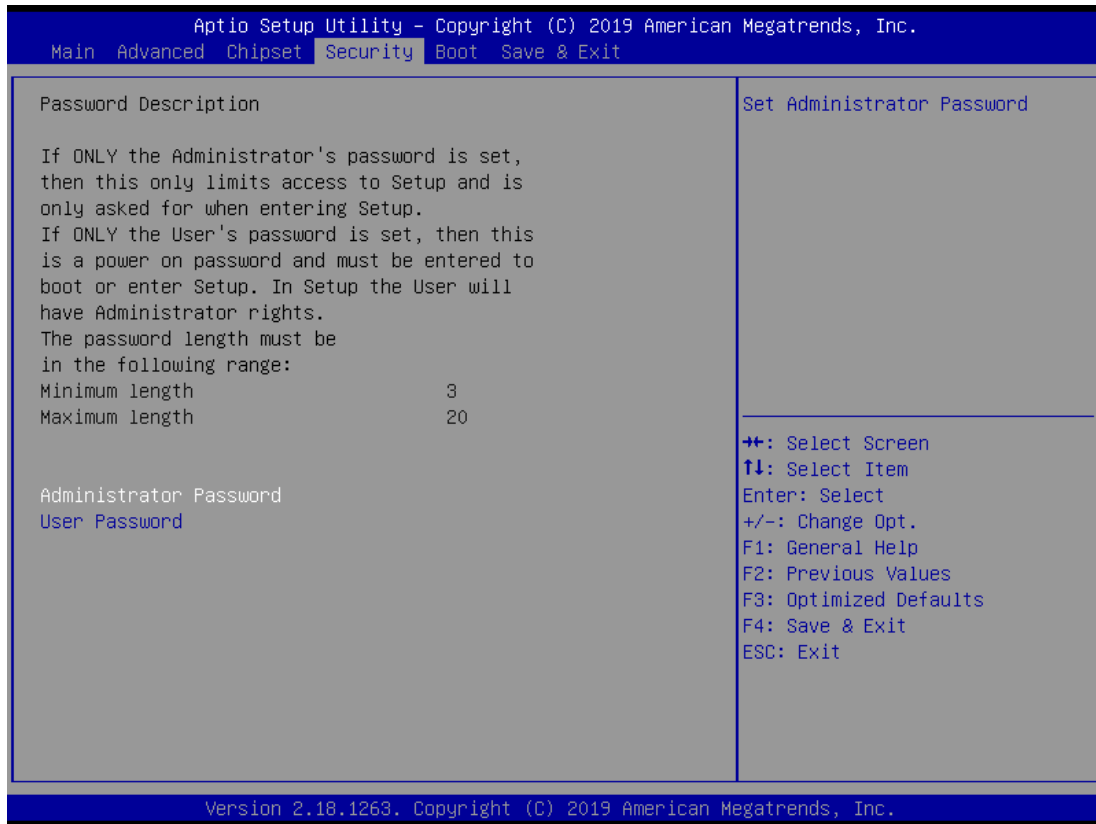 Aptio Setup Utility – Copyright (C) 2019 American Megatrends, Inc.
Main Advanced Chipset Security Boot Save & Exit
Password Description
If ONLY the Administrator's password is set,
then this only limits access to Setup and is
only asked for when entering Setup.
If ONLY the User's password is set, then this
is a power on password and must be entered to
boot or enter Setup. In Setup the User will
have Administrator rights.
The password length must be
in the following range:
Minimum length 3
Maximum length 20
Administrator Password
User Password
Set Administrator Password
→←: Select Screen
↑↓: Select Item
Enter: Select
+/-: Change Opt.
F1: General Help
F2: Previous Values
F3: Optimized Defaults
F4: Save & Exit
ESC: Exit
Version 2.18.1263. Copyright (C) 2019 American Megatrends, Inc.